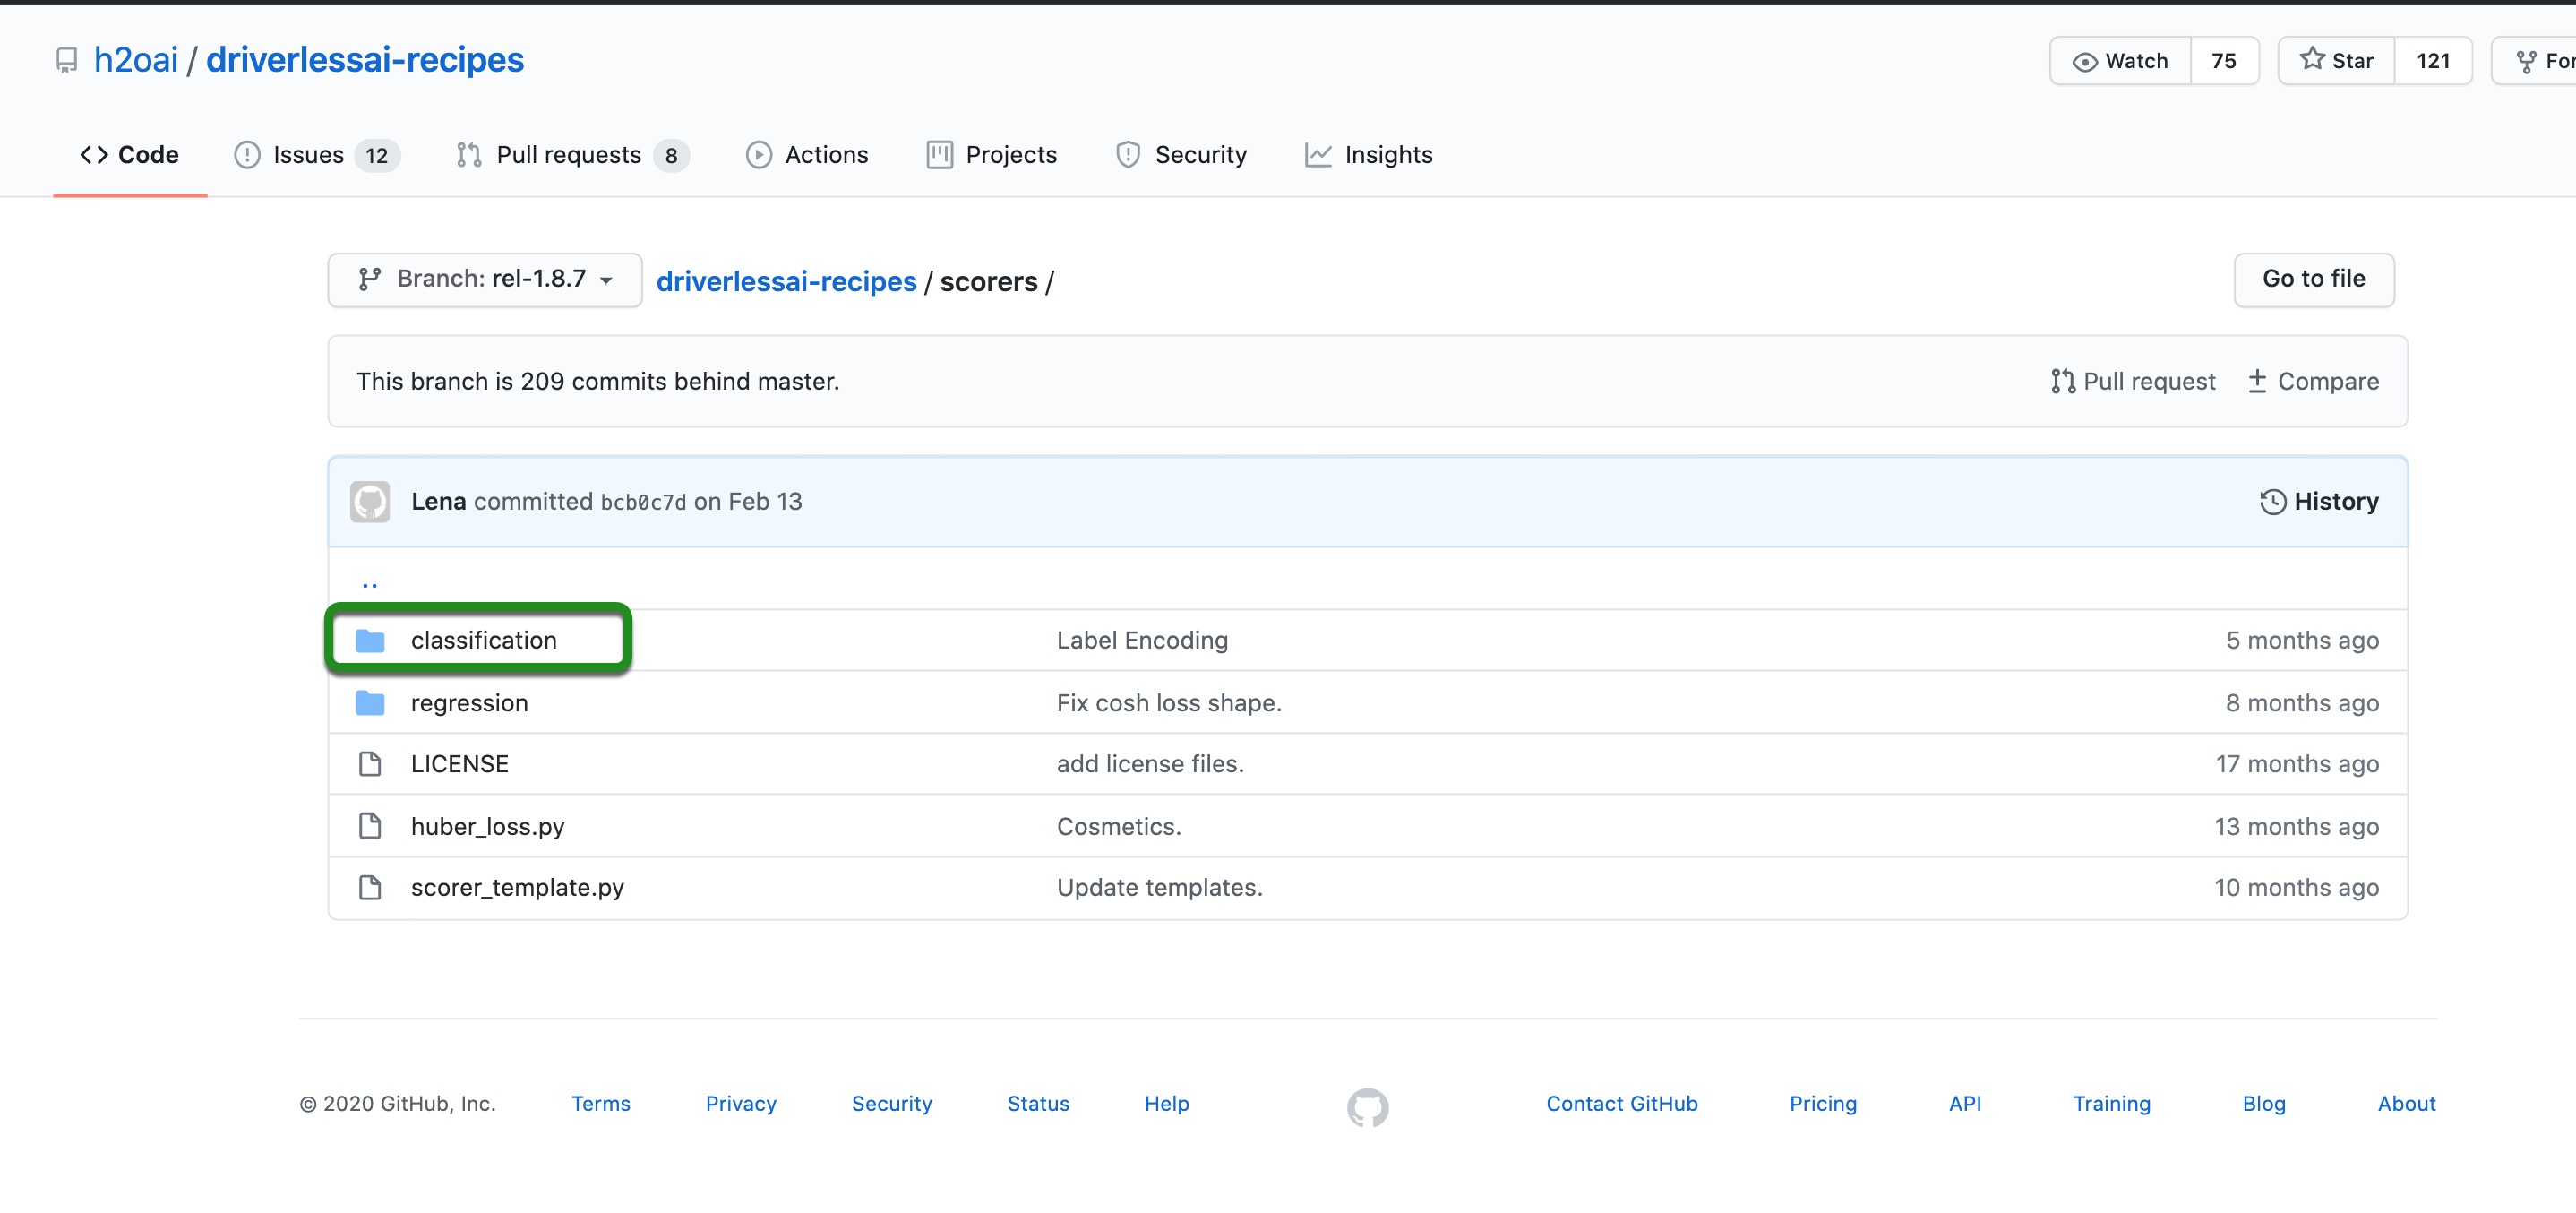 h2oai / driverlessai-recipes
Watch 75
Star 121
For
Code
Issues 12
Pull requests 8
Actions
Projects
Security
Insights
Branch: rel-1.8.7
driverlessai-recipes / scorers /
Go to file
This branch is 209 commits behind master.
Pull request
Compare
Lena committed bcb0c7d on Feb 13
History
..
classification Label Encoding 5 months ago
regression Fix cosh loss shape. 8 months ago
LICENSE add license files. 17 months ago
huber_loss.py Cosmetics. 13 months ago
scorer_template.py Update templates. 10 months ago
© 2020 GitHub, Inc. Terms Privacy Security Status Help Contact GitHub Pricing API Training Blog About